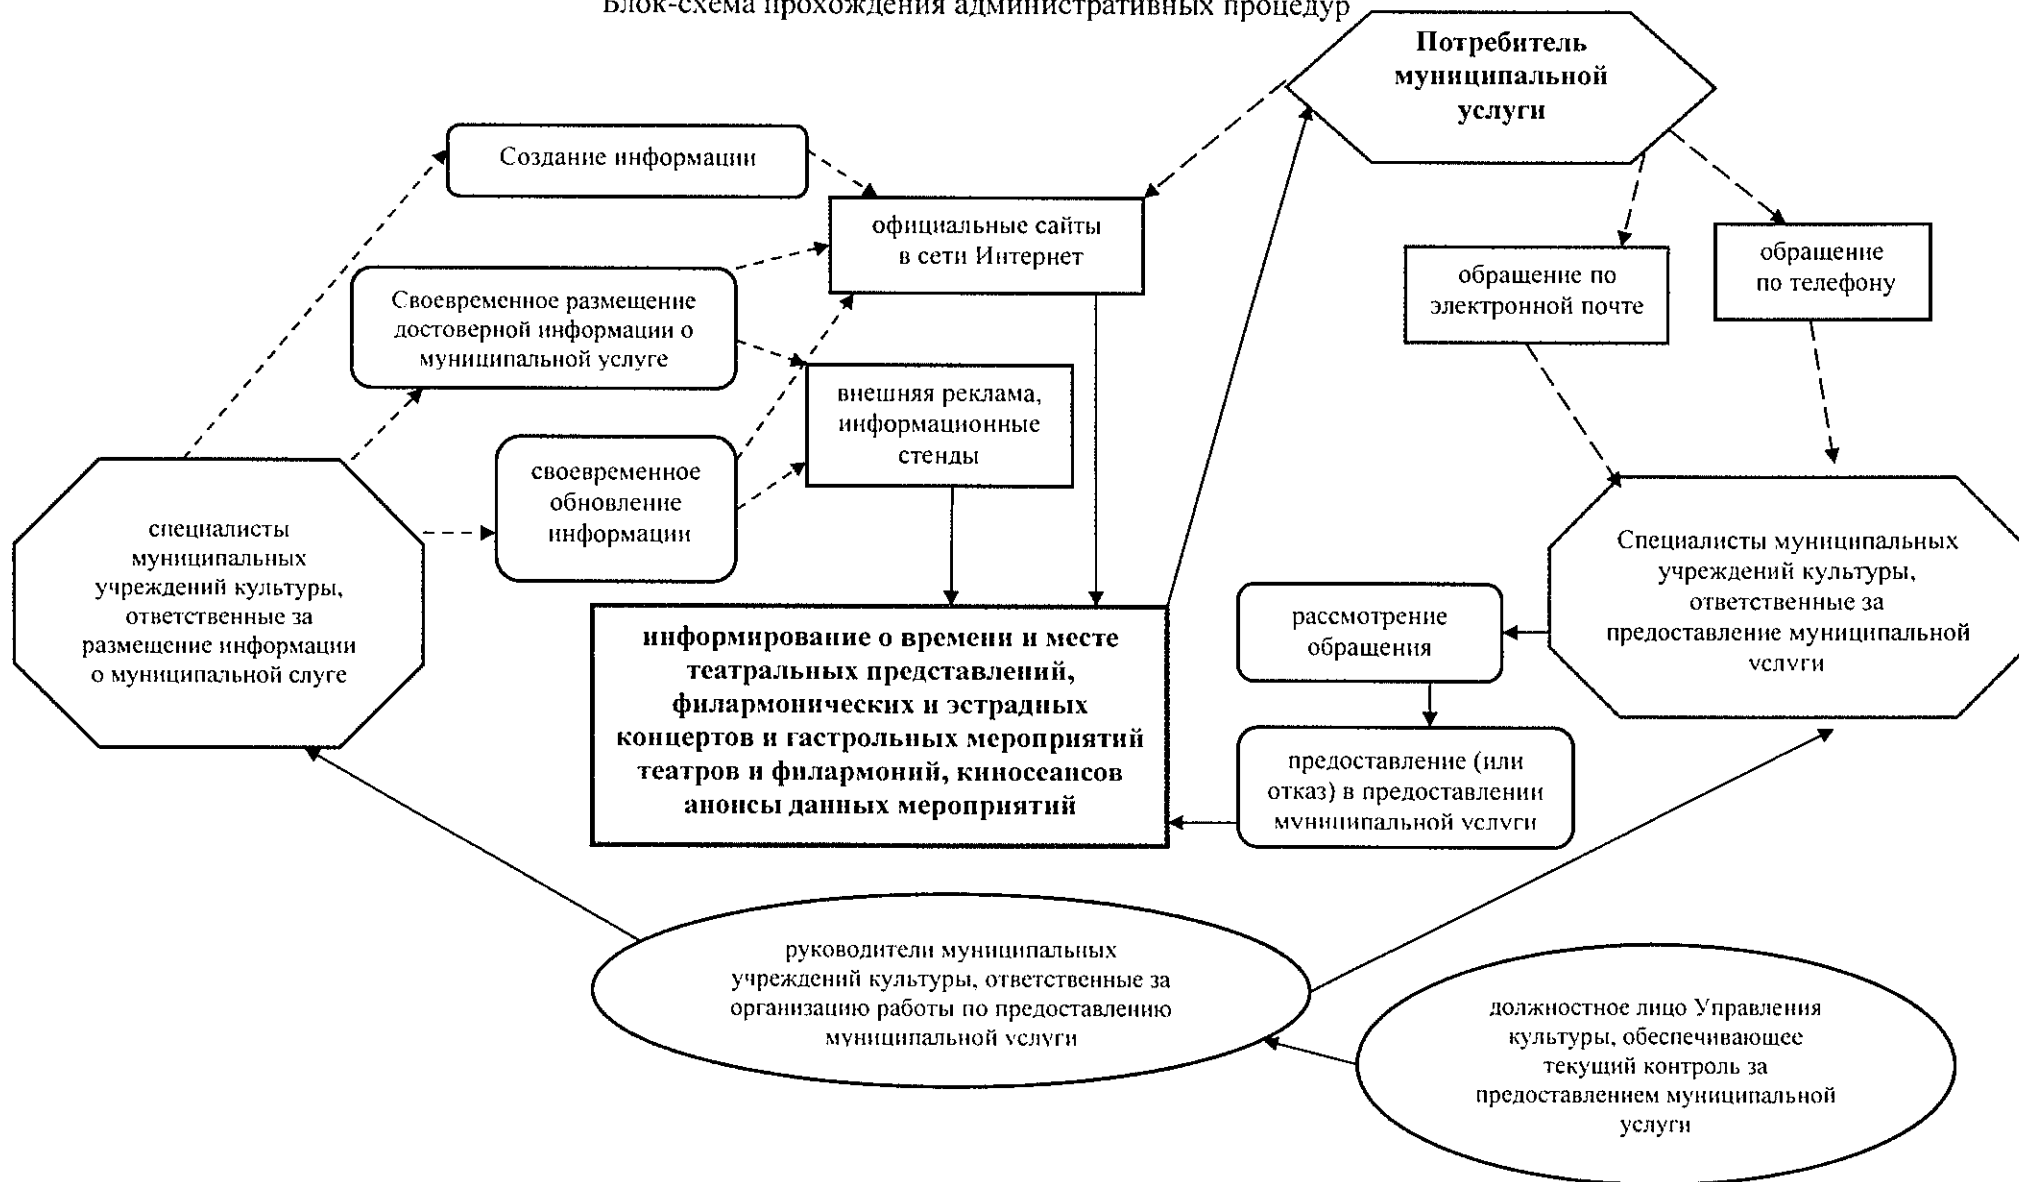 Блок-схема прохождения административных процедур
Потребитель
муниципальной
услуги
Создание информации
официальные сайты
в сети Интернет
обращение по
электронной почте
обращение
по телефону
Своевременное размещение
достоверной информации о
муниципальной услуге
внешняя реклама,
информационные
стенды
своевременное
обновление
информации
специалисты
муниципальных
учреждений культуры,
ответственные за
размещение информации
о муниципальной слуге
Специалисты муниципальных
учреждений культуры,
ответственные за
предоставление муниципальной
услуги
рассмотрение
обращения
информирование о времени и месте
театральных представлений,
филармонических и эстрадных
концертов и гастрольных мероприятий
театров и филармоний, киносеансов
анонсы данных мероприятий
предоставление (или
отказ) в предоставлении
муниципальной услуги
руководители муниципальных
учреждений культуры, ответственные за
организацию работы по предоставлению
муниципальной услуги
должностное лицо Управления
культуры, обеспечивающее
текущий контроль за
предоставлением муниципальной
услуги